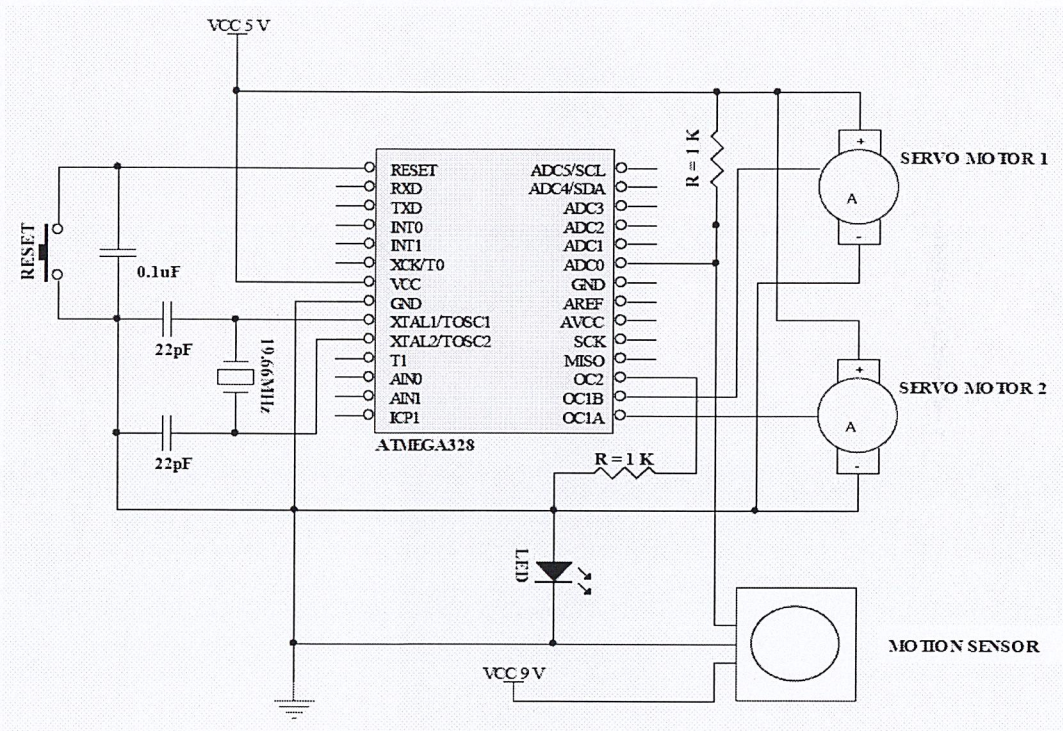 VCC 5 V
R = 1 K
SERVO MOTOR 1
RESET
0.1uF
22pF
19.66MHz
22pF
RESET
RXD
TXD
INT0
INT1
XCK/T0
VCC
GND
XTAL1/TOSC1
XTAL2/TOSC2
T1
AIN0
AIN1
ICP1
ADC5/SCL
ADC4/SDA
ADC3
ADC2
ADC1
ADC0
GND
AREF
AVCC
SCK
MISO
OC2
OC1B
OC1A
ATMEGA328
A
+
-
SERVO MOTOR 2
A
+
-
R = 1 K
LED
MOTION SENSOR
VCC 9 V